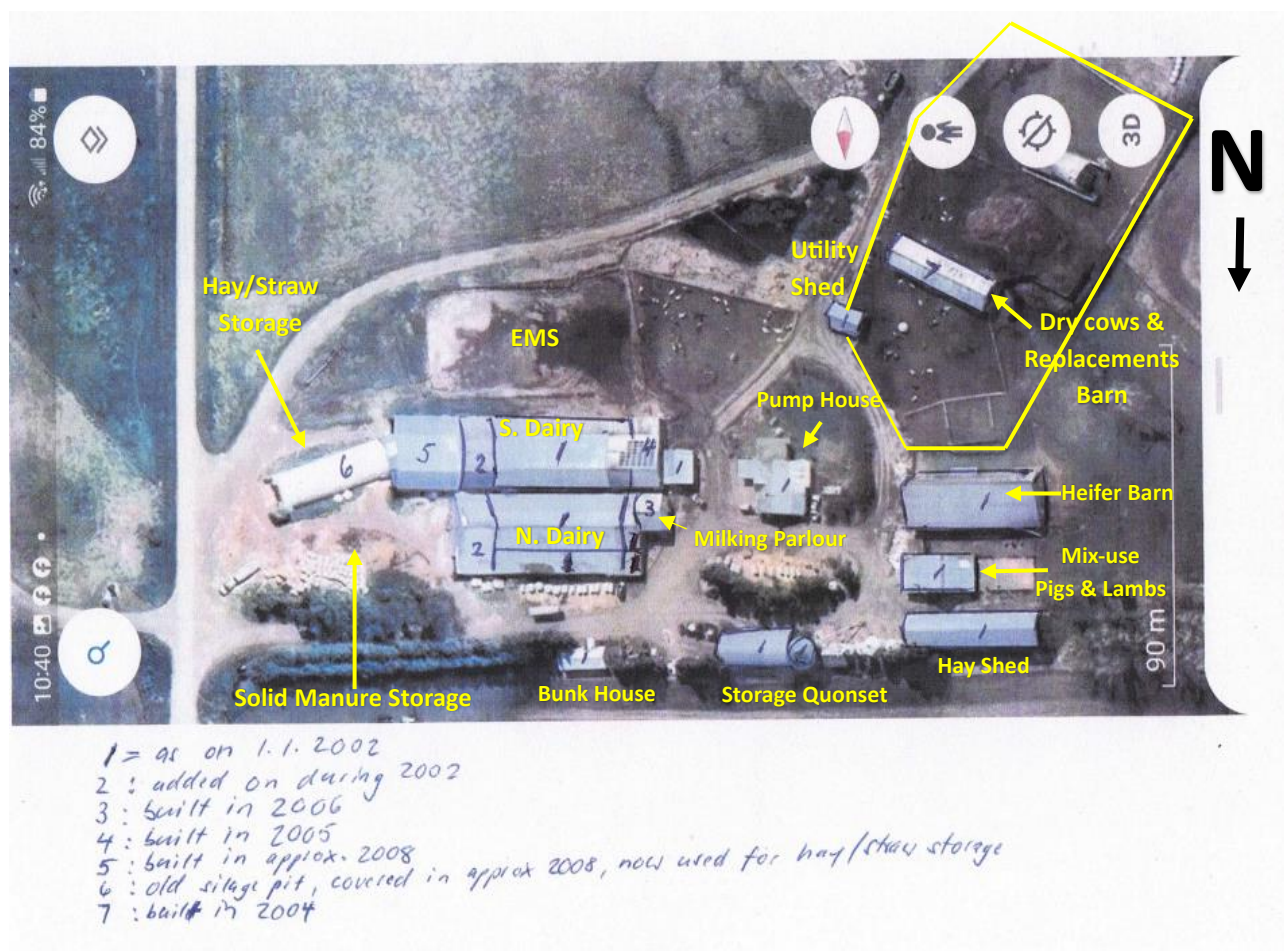 10:40
84%
3D
90 m
N
Hay/Straw
Storage
EMS
Utility
Shed
Dry cows &
Replacements
Barn
Pump House
S. Dairy
N. Dairy
Milking Parlour
Heifer Barn
Mix-use
Pigs & Lambs
Hay Shed
Solid Manure Storage
Bunk House
Storage Quonset
6
5
2
1
4
1
2
1
3
1
1
1
1
1
1
7
1 = as on 1.1.2002
2 : added on during 2002
3 : built in 2006
4 : built in 2005
5 : built in approx. 2008
6 : old silage pit, covered in approx 2008, now used for hay/straw storage
7 : built in 2004